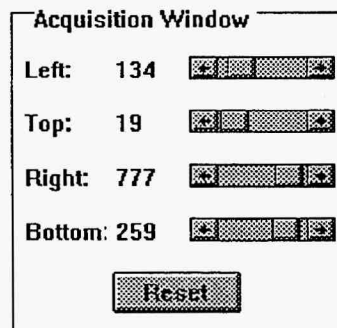 Acquisition Window
Left: 134
Top: 19
Right: 777
Bottom: 259
Reset